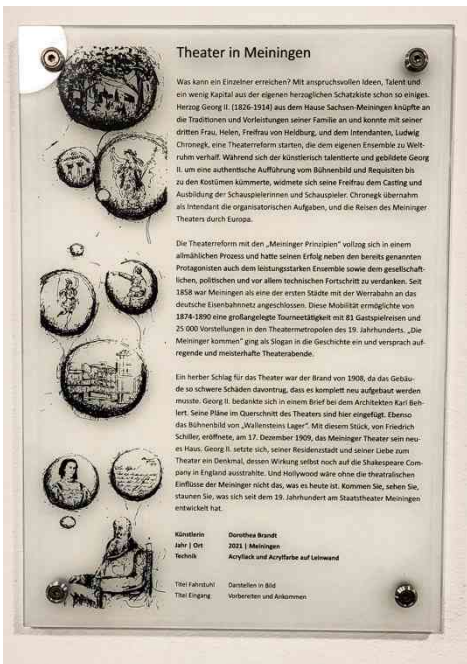 Theater in Meiningen
Was kann ein Einzelner erreichen? Mit anspruchsvollen Ideen, Talent und
ein wenig Kapital aus der eigenen herzoglichen Schatzkiste schon so einiges.
Herzog Georg II. (1826-1914) aus dem Hause Sachsen-Meiningen knüpfte an
die Traditionen und Vorleistungen seiner Familie an und konnte mit seiner
dritten Frau, Helen, Freifrau von Heldburg, und dem Intendanten, Ludwig
Chronegk, eine Theaterreform starten, die dem eigenen Ensemble zu Welt-
ruhm verhalf. Während sich der künstlerisch talentierte und gebildete Georg
II. um eine authentische Aufführung vom Bühnenbild und Requisiten bis
zu den Kostümen kümmerte, widmete sich seine Freifrau dem Casting und
Ausbildung der Schauspielerinnen und Schauspieler. Chronegk übernahm
als Intendant die organisatorischen Aufgaben, und die Reisen des Meininger
Theaters durch Europa.
Die Theaterreform mit den „Meininger Prinzipien" vollzog sich in einem
allmählichen Prozess und hatte seinen Erfolg neben den bereits genannten
Protagonisten auch dem leistungsstarken Ensemble sowie dem gesellschaft-
lichen, politischen und vor allem technischen Fortschritt zu verdanken. Seit
1858 war Meiningen als eine der ersten Städte mit der Werrabahn an das
deutsche Eisenbahnnetz angeschlossen. Diese Mobilität ermöglichte von
1874-1890 eine großangelegte Tourneetätigkeit mit 81 Gastspielreisen und
25 000 Vorstellungen in den Theatermetropolen des 19. Jahrhunderts. „Die
Meininger kommen" ging als Slogan in die Geschichte ein und versprach auf-
regende und meisterhafte Theaterabende.
Ein herber Schlag für das Theater war der Brand von 1908, da das Gebäu-
de so schwere Schäden davontrug, dass es komplett neu aufgebaut werden
musste. Georg II. bedankte sich in einem Brief bei dem Architekten Karl Beh-
lert. Seine Pläne im Querschnitt des Theaters sind hier eingefügt. Ebenso
das Bühnenbild von „Wallensteins Lager". Mit diesem Stück, von Friedrich
Schiller, eröffnete, am 17. Dezember 1909, das Meininger Theater sein neu-
es Haus. Georg II. setzte sich, seiner Residenzstadt und seiner Liebe zum
Theater ein Denkmal, dessen Wirkung selbst noch auf die Shakespeare Com-
pany in England ausstrahlte. Und Hollywood wäre ohne die theatralischen
Einflüsse der Meininger nicht das, was es heute ist. Kommen Sie, sehen Sie,
staunen Sie, was sich seit dem 19. Jahrhundert am Staatstheater Meiningen
entwickelt hat.
Künstlerin Dorothea Brandt
Jahr | Ort 2021 | Meiningen
Technik Acryllack und Acrylfarbe auf Leinwand
Titel Fahrstuhl Darstellen in Bild
Titel Eingang Vorbereiten und Ankommen